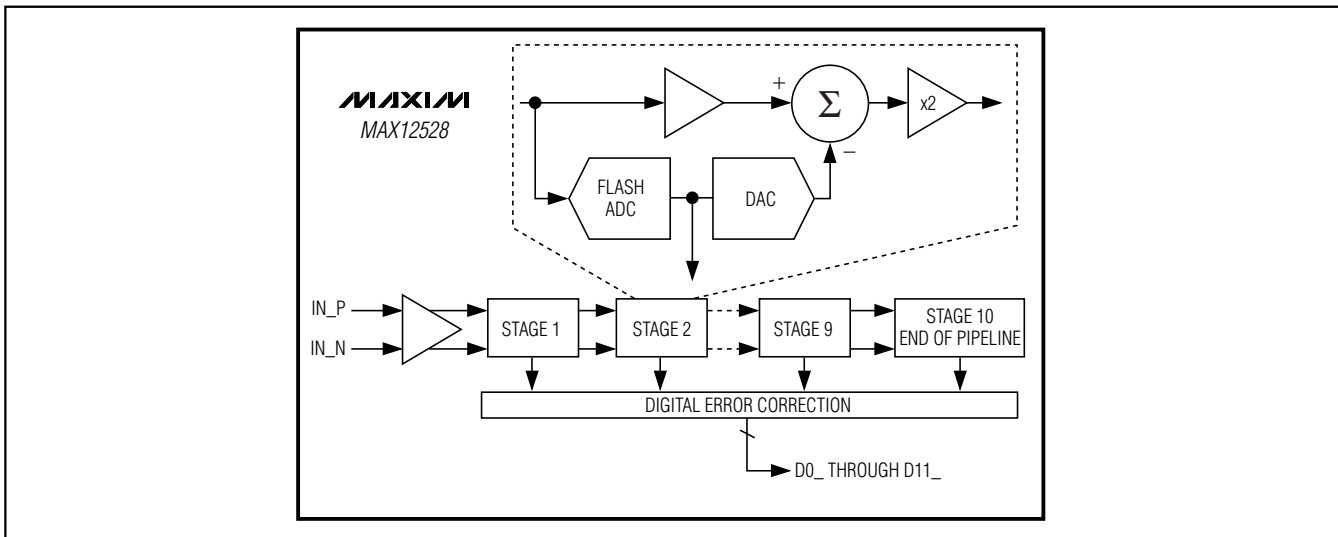 MAXIM
MAX12528
+
Σ
x2
−
FLASH
ADC
DAC
IN_P
IN_N
STAGE 1
STAGE 2
STAGE 9
STAGE 10
END OF PIPELINE
DIGITAL ERROR CORRECTION
D0_ THROUGH D11_